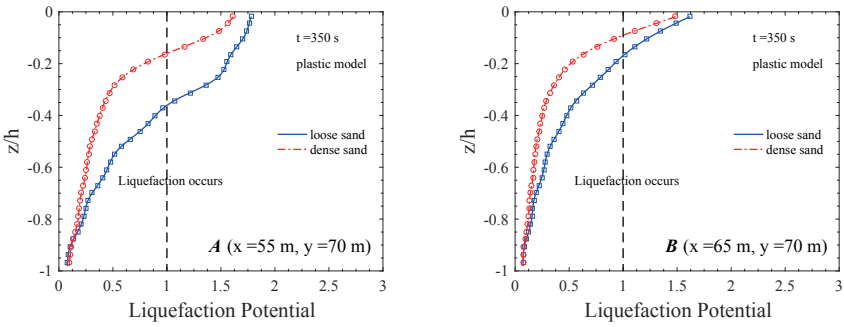 0
-0.2
-0.4
-0.6
-0.8
-1
z/h
t =350 s
plastic model
loose sand
dense sand
Liquefaction occurs
A (x =55 m, y =70 m)
0 0.5 1 1.5 2 2.5 3
Liquefaction Potential
0
-0.2
-0.4
-0.6
-0.8
-1
z/h
t =350 s
plastic model
loose sand
dense sand
Liquefaction occurs
B (x =65 m, y =70 m)
0 0.5 1 1.5 2 2.5 3
Liquefaction Potential